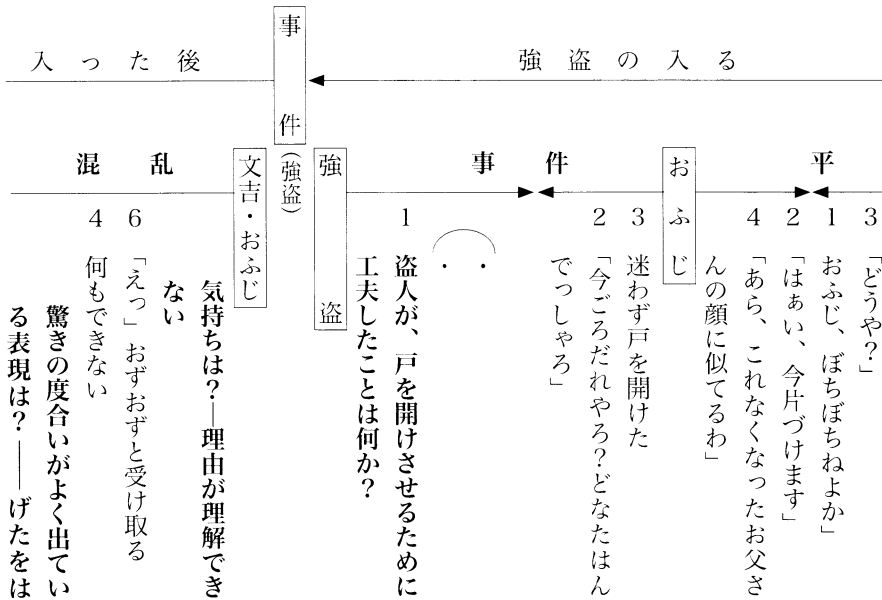 強盗の入る
事件
(強盗)
入った後
平
おふじ
事件
強盗
文吉・おふじ
混乱
3 「どうや?」
1 おふじ、ぼちぼちねよか」
2 「はぁい、今片づけます」
4 「あら、これなくなったお父さ
んの顔に似てるわ」
3 迷わず戸を開けた
2 「今ごろだれやろ?どなたはん
でっしゃろ」
(・・
1 盗人が、戸を開けさせるために
工夫したことは何か?
気持ちは?―理由が理解でき
ない
6 「えっ」おずおずと受け取る
4 何もできない
驚きの度合いがよく出てい
る表現は?――げたをは